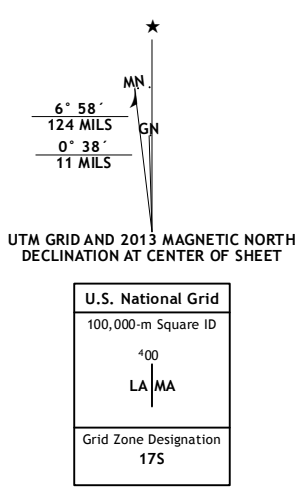 ★
MN
6° 58´
124 MILS
GN
0° 38´
11 MILS
UTM GRID AND 2013 MAGNETIC NORTH
DECLINATION AT CENTER OF SHEET
U.S. National Grid
100,000-m Square ID
⁴00
LA MA
Grid Zone Designation
17S